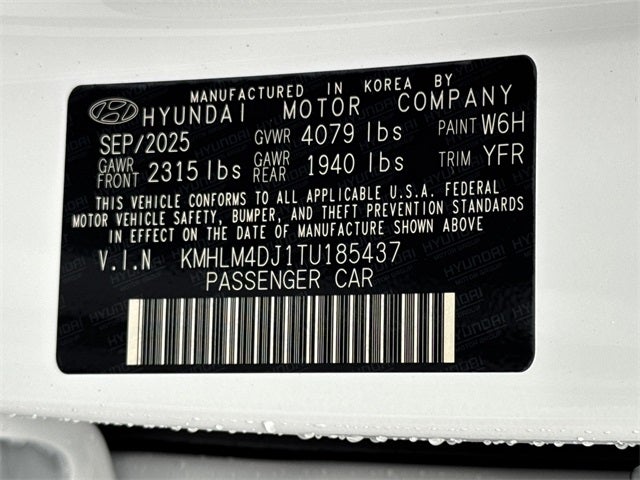 MANUFACTURED IN KOREA BY
HYUNDAI MOTOR COMPANY
SEP/2025 GVWR 4079 lbs PAINT W6H
GAWR FRONT 2315 lbs GAWR REAR 1940 lbs TRIM YFR
THIS VEHICLE CONFORMS TO ALL APPLICABLE U.S.A. FEDERAL
MOTOR VEHICLE SAFETY, BUMPER, AND THEFT PREVENTION STANDARDS
IN EFFECT ON THE DATE OF MANUFACTURE SHOWN ABOVE
V.I.N KMHLM4DJ1TU185437
PASSENGER CAR